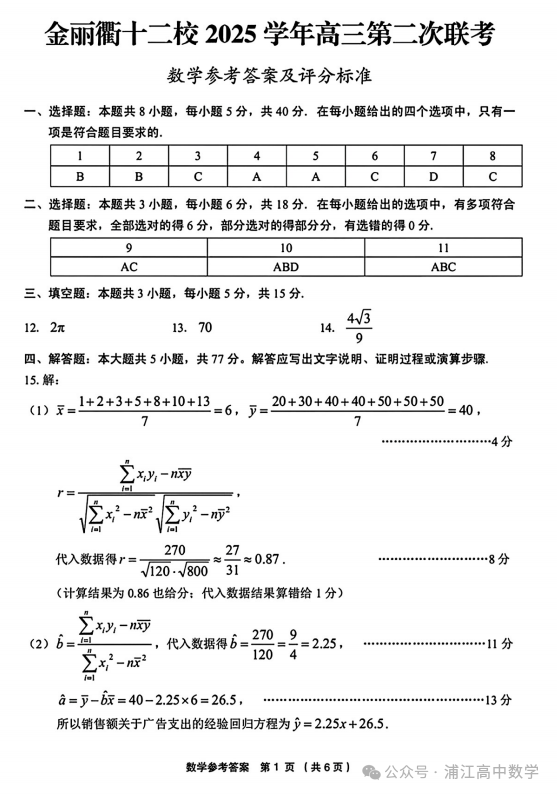 金丽衢十二校 2025 学年高三第二次联考
数学参考答案及评分标准
一、选择题：本题共 8 小题，每小题 5 分，共 40 分．在每小题给出的四个选项中，只有一
项是符合题目要求的．
1 2 3 4 5 6 7 8
B B C A A C D C
二、选择题：本题共 3 小题，每小题 6 分，共 18 分．在每小题给出的选项中，有多项符合
题目要求，全部选对的得 6 分，部分选对的得部分分，有选错的得 0 分．
9 10 11
AC ABD ABC
三、填空题：本题共 3 小题，每小题 5 分，共 15 分．
12. 2π 13. 70 14. 4√3/9
四、解答题：本大题共 5 小题，共 77 分。解答应写出文字说明、证明过程或演算步骤．
15. 解：
（1）x̅ = (1+2+3+5+8+10+13)/7 = 6，y̅ = (20+30+40+40+50+50+50)/7 = 40，
…………………………4 分
r = (∑_{i=1}^{n} x_i y_i − nx̅y̅)/(√(∑_{i=1}^{n} x_i² − nx̅²) √(∑_{i=1}^{n} y_i² − ny̅²))，
代入数据得 r = 270/(√120·√800) ≈ 27/31 ≈ 0.87． …………………………8 分
（计算结果为 0.86 也给分；代入数据结果算错给 1 分）
（2）b̂ = (∑_{i=1}^{n} x_i y_i − nx̅y̅)/(∑_{i=1}^{n} x_i² − nx̅²)，代入数据得 b̂ = 270/120 = 9/4 = 2.25， …………………………11 分
â = y̅ − b̂x̅ = 40 − 2.25×6 = 26.5， ……………………………………………13 分
所以销售额关于广告支出的经验回归方程为 ŷ = 2.25x + 26.5．
数学参考答案 第 1 页 （共 6 页）
公众号 · 浦江高中数学